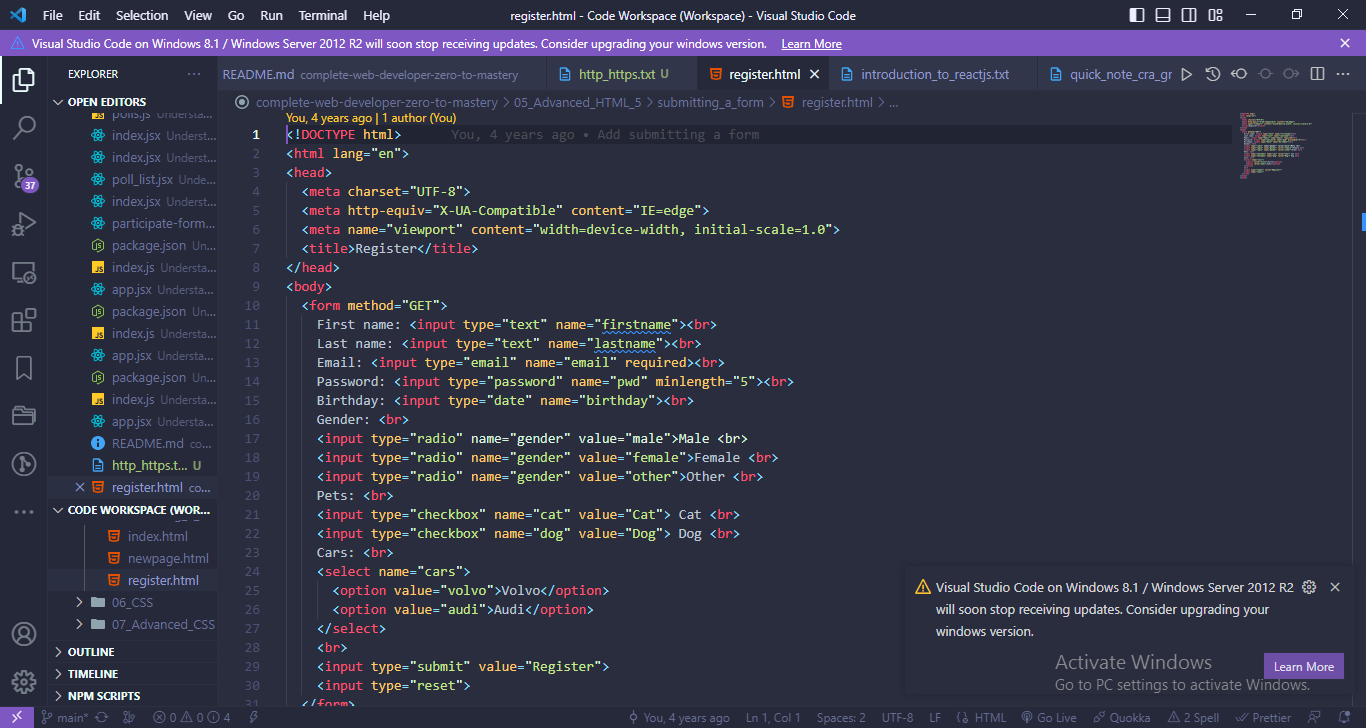 File Edit Selection View Go Run Terminal Help
register.html - Code Workspace (Workspace) - Visual Studio Code
Visual Studio Code on Windows 8.1 / Windows Server 2012 R2 will soon stop receiving updates. Consider upgrading your windows version. Learn More
EXPLORER
README.md complete-web-developer-zero-to-mastery
http_https.txt U
register.html
introduction_to_reactjs.txt
quick_note_cra_gr
OPEN EDITORS
polls.js Understa...
index.jsx Underst...
index.jsx Underst...
poll_list.jsx Unde...
index.jsx Underst...
participate-form...
package.json Un...
index.js Understa...
app.jsx Understa...
package.json Un...
index.js Understa...
app.jsx Understa...
package.json Un...
index.js Understa...
app.jsx Understa...
README.md co...
http_https.t... U
register.html co...
CODE WORKSPACE (WOR...
index.html
newpage.html
register.html
06_CSS
07_Advanced_CSS
OUTLINE
TIMELINE
NPM SCRIPTS
37
complete-web-developer-zero-to-mastery > 05_Advanced_HTML_5 > submitting_a_form > register.html > ...
You, 4 years ago | 1 author (You)
1 <!DOCTYPE html> You, 4 years ago • Add submitting a form
2 <html lang="en">
3 <head>
4 <meta charset="UTF-8">
5 <meta http-equiv="X-UA-Compatible" content="IE=edge">
6 <meta name="viewport" content="width=device-width, initial-scale=1.0">
7 <title>Register</title>
8 </head>
9 <body>
10 <form method="GET">
11 First name: <input type="text" name="firstname"><br>
12 Last name: <input type="text" name="lastname"><br>
13 Email: <input type="email" name="email" required><br>
14 Password: <input type="password" name="pwd" minlength="5"><br>
15 Birthday: <input type="date" name="birthday"><br>
16 Gender: <br>
17 <input type="radio" name="gender" value="male">Male <br>
18 <input type="radio" name="gender" value="female">Female <br>
19 <input type="radio" name="gender" value="other">Other <br>
20 Pets: <br>
21 <input type="checkbox" name="cat" value="Cat"> Cat <br>
22 <input type="checkbox" name="dog" value="Dog"> Dog <br>
23 Cars: <br>
24 <select name="cars">
25 <option value="volvo">Volvo</option>
26 <option value="audi">Audi</option>
27 </select>
28 <br>
29 <input type="submit" value="Register">
30 <input type="reset">
31 </form>
Visual Studio Code on Windows 8.1 / Windows Server 2012 R2
will soon stop receiving updates. Consider upgrading your
windows version.
Learn More
Activate Windows
Go to PC settings to activate Windows.
main* 0 0 4
You, 4 years ago Ln 1, Col 1 Spaces: 2 UTF-8 LF HTML Go Live Quokka 2 Spell Prettier